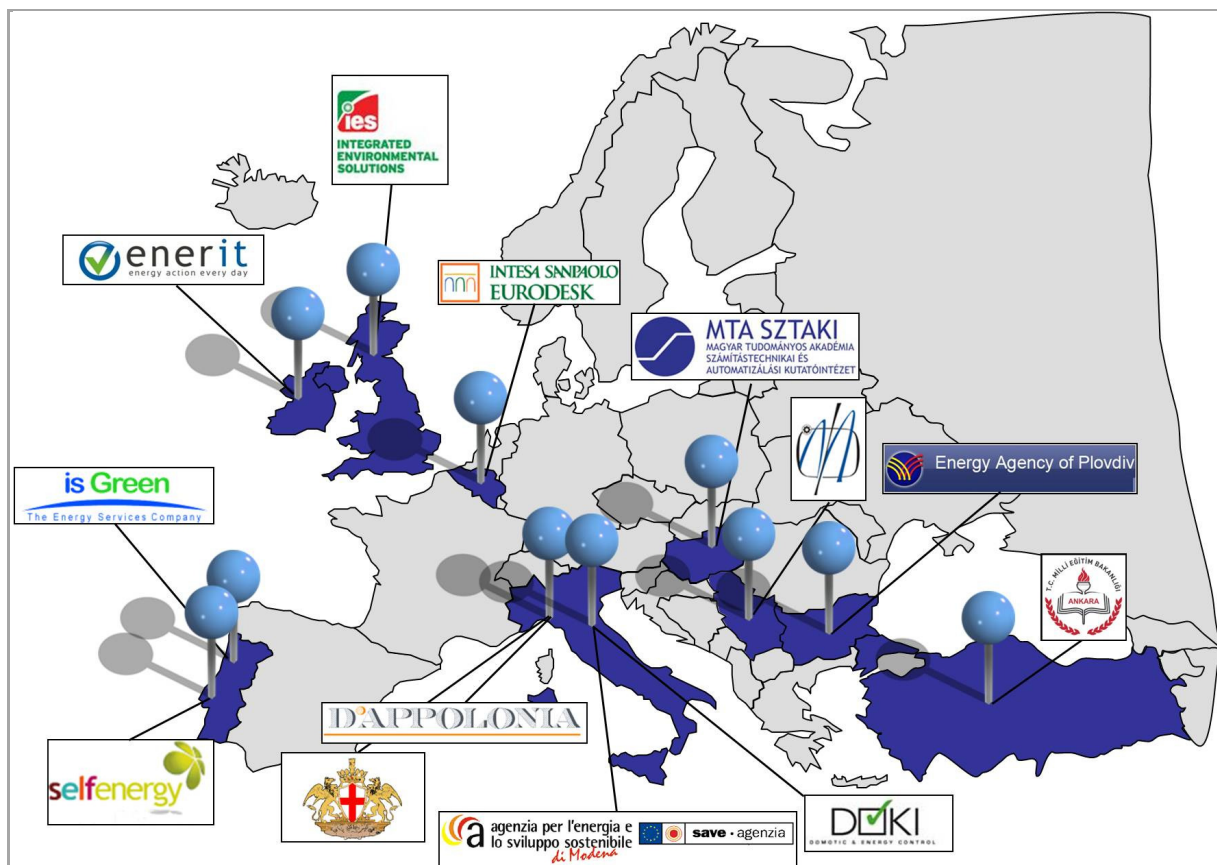 ies
INTEGRATED
ENVIRONMENTAL
SOLUTIONS
enerit
energy action every day
INTESA SANPAOLO
EURODESK
MTA SZTAKI
MAGYAR TUDOMÁNYOS AKADÉMIA
SZÁMÍTÁSTECHNIKAI ÉS
AUTOMATIZÁLÁSI KUTATÓINTÉZET
Energy Agency of Plovdiv
is Green
The Energy Services Company
T.C. MİLLİ EĞİTİM BAKANLIĞI
ANKARA
D'APPOLONIA
selfenergy
agenzia per l'energia e
lo sviluppo sostenibile
di Modena
save · agenzia
DOKI
DOMOTIC & ENERGY CONTROL